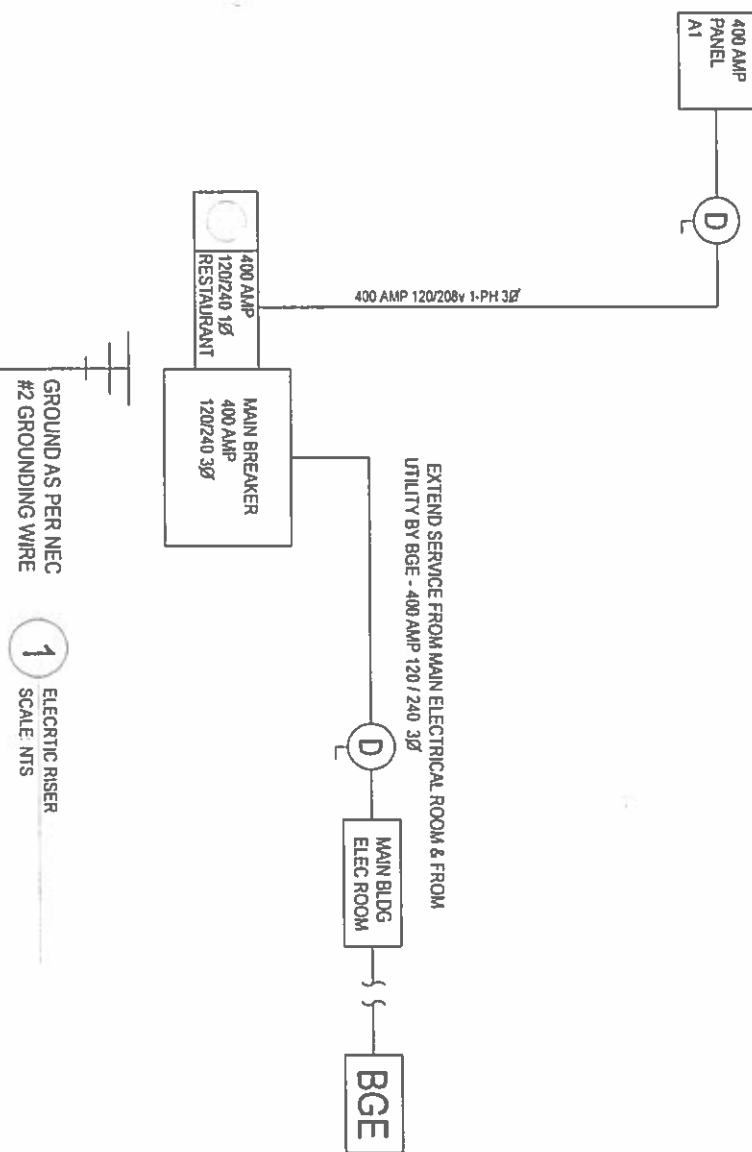 400 AMP
PANEL
A1
D
400 AMP 120/208v 1-PH 3Ø
400 AMP
120/240 1Ø
RESTAURANT
MAIN BREAKER
400 AMP
120/240 3Ø
EXTEND SERVICE FROM MAIN ELECTRICAL ROOM & FROM
UTILITY BY BGE - 400 AMP 120 / 240 3Ø
D
MAIN BLDG
ELEC ROOM
BGE
GROUND AS PER NEC
#2 GROUNDING WIRE
1
ELECRTIC RISER
SCALE: NTS